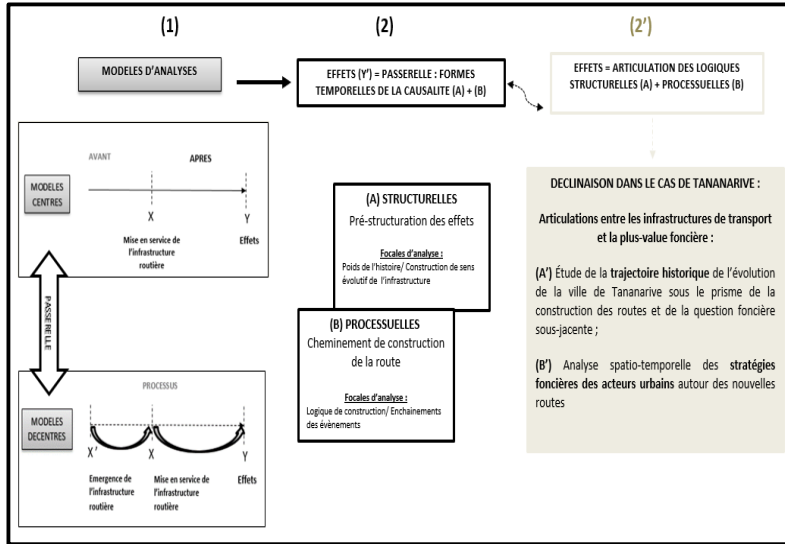 (1)
(2)
(2')
MODELES D'ANALYSES
EFFETS (Y') = PASSERELLE : FORMES
TEMPORELLES DE LA CAUSALITE (A) + (B)
EFFETS = ARTICULATION DES LOGIQUES
STRUCTURELLES (A) + PROCESSUELLES (B)
AVANT
APRES
MODELES
CENTRES
X
Y
Mise en service de
l'infrastructure
routière
Effets
PASSERELLE
PROCESSUS
MODELES
DECENTRES
X'
X
Y
Emergence de
l'infrastructure
routière
Mise en service de
l'infrastructure
routière
Effets
(A) STRUCTURELLES
Pré-structuration des effets
Focales d'analyse :
Poids de l'histoire/ Construction de sens
évolutif de l'infrastructure
(B) PROCESSUELLES
Cheminement de construction
de la route
Focales d'analyse :
Logique de construction/ Enchainements
des évènements
DECLINAISON DANS LE CAS DE TANANARIVE :
Articulations entre les infrastructures de transport
et la plus-value foncière :
(A') Étude de la trajectoire historique de l'évolution
de la ville de Tananarive sous le prisme de la
construction des routes et de la question foncière
sous-jacente ;
(B') Analyse spatio-temporelle des stratégies
foncières des acteurs urbains autour des nouvelles
routes